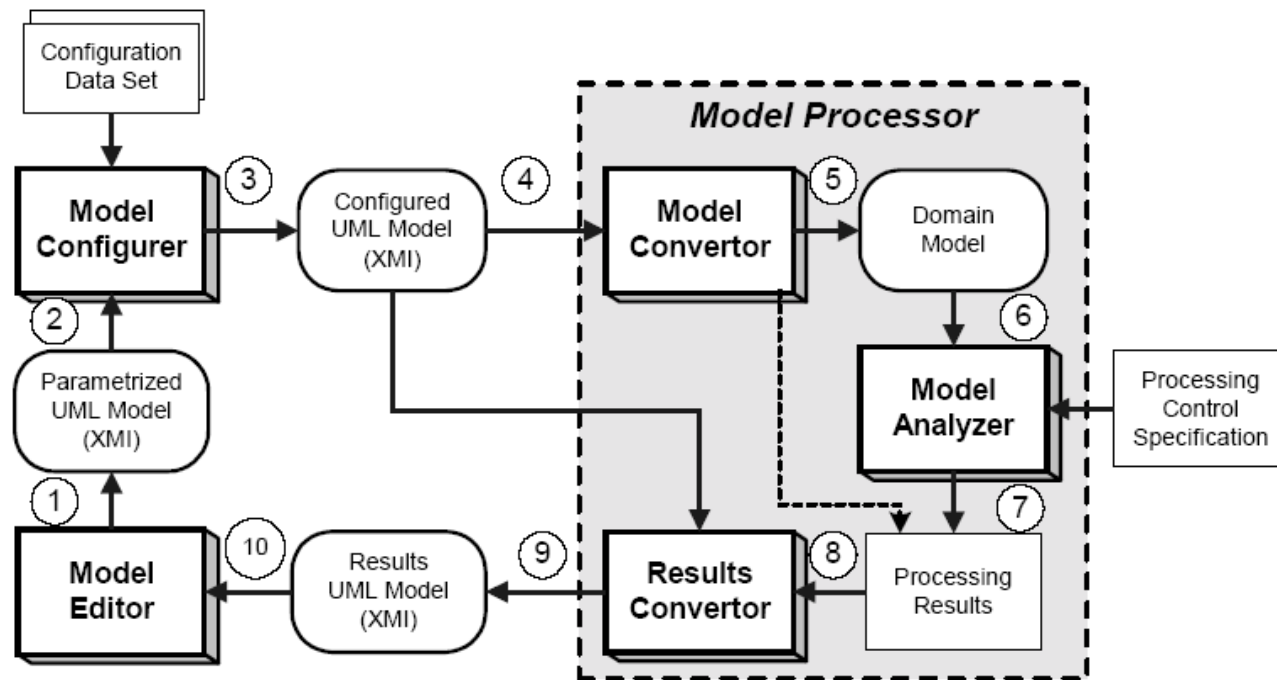 Configuration
Data Set
Model Processor
Model
Configurer
3
Configured
UML Model
(XMI)
4
Model
Convertor
5
Domain
Model
2
6
Parametrized
UML Model
(XMI)
Model
Analyzer
Processing
Control
Specification
1
7
Model
Editor
10
Results
UML Model
(XMI)
9
Results
Convertor
8
Processing
Results